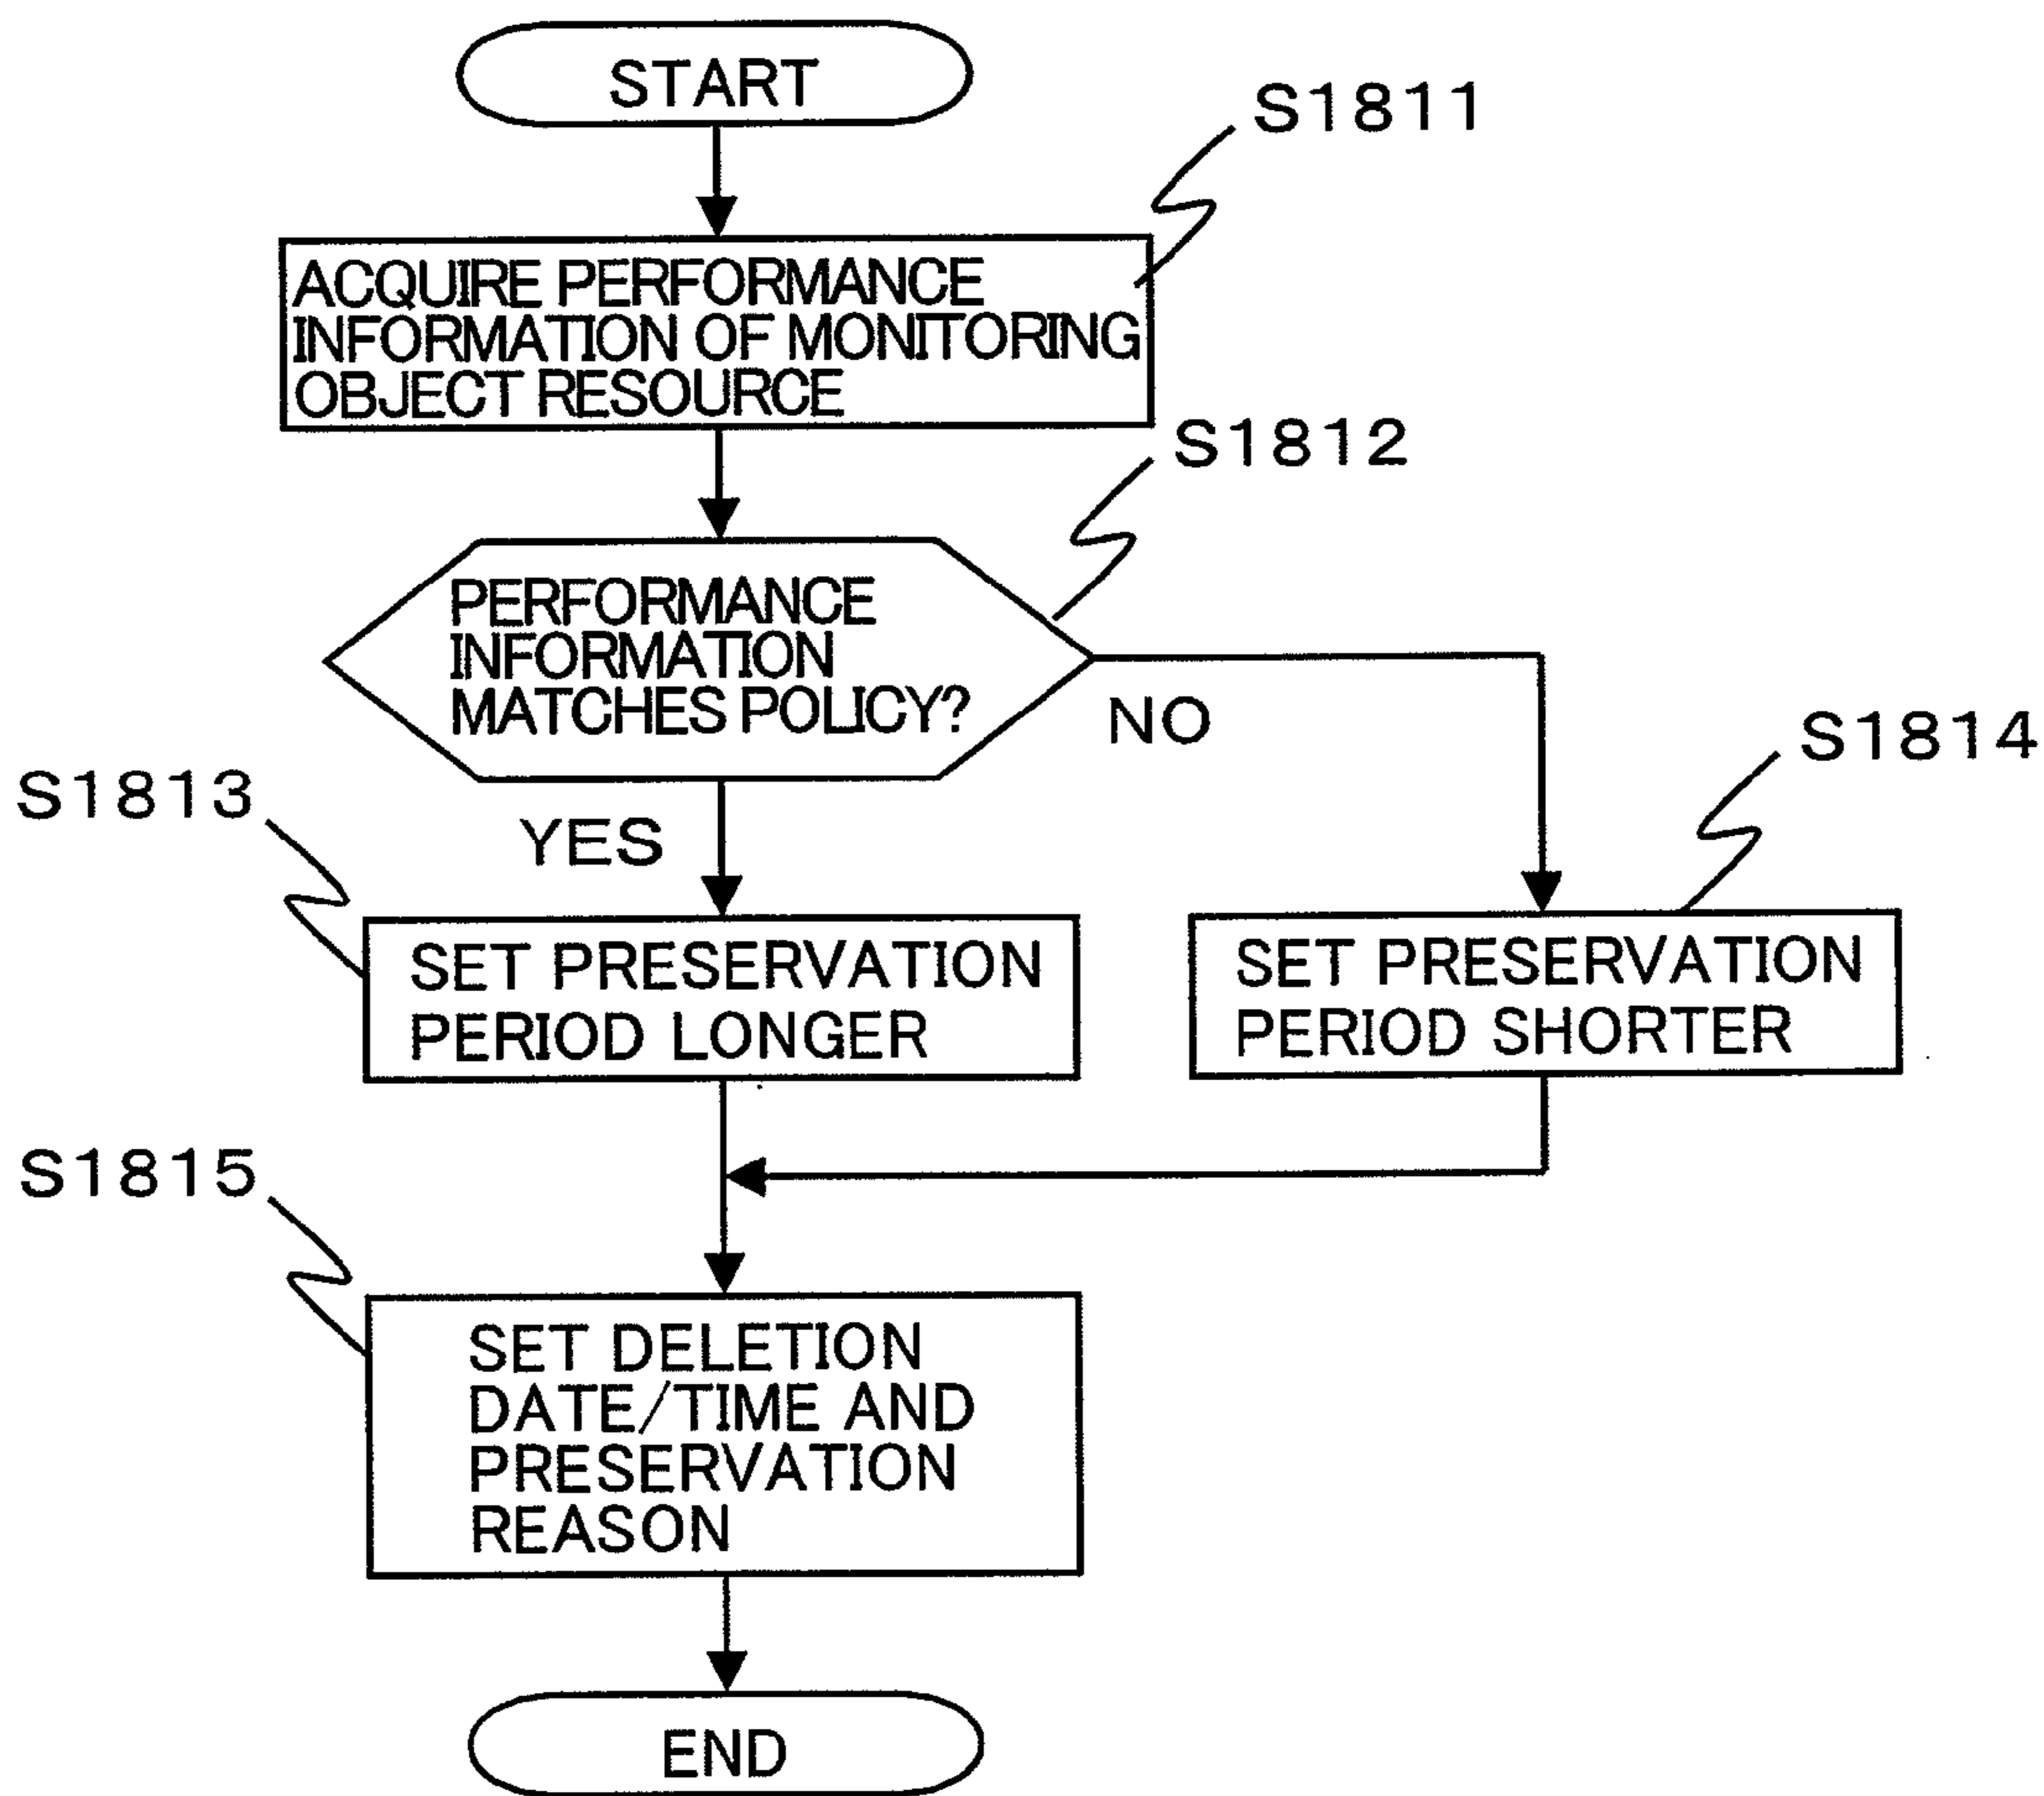 START
S1811
ACQUIRE PERFORMANCE
INFORMATION OF MONITORING
OBJECT RESOURCE
S1812
PERFORMANCE
INFORMATION
MATCHES POLICY?
NO
S1814
S1813
YES
SET PRESERVATION
PERIOD LONGER
SET PRESERVATION
PERIOD SHORTER
S1815
SET DELETION
DATE/TIME AND
PRESERVATION
REASON
END